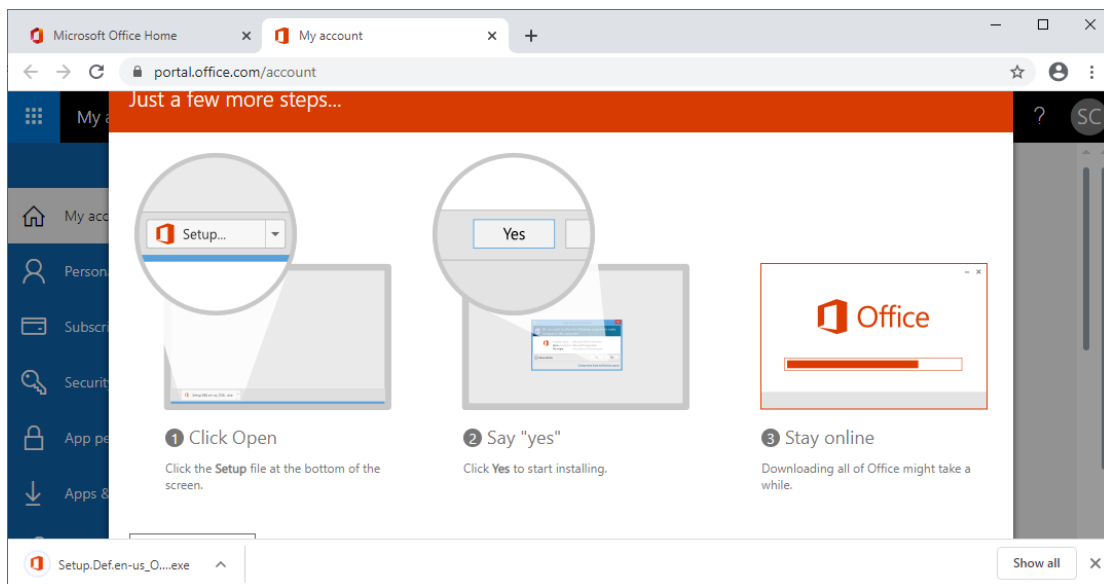 Microsoft Office Home
My account
portal.office.com/account
Just a few more steps...
My
?
SC
Setup...
Yes
Office
My acc
Person
Subscri
Securit
App pe
Apps &
1 Click Open
2 Say "yes"
3 Stay online
Click the Setup file at the bottom of the
screen.
Click Yes to start installing.
Downloading all of Office might take a
while.
Setup.Def.en-us_O....exe
Show all